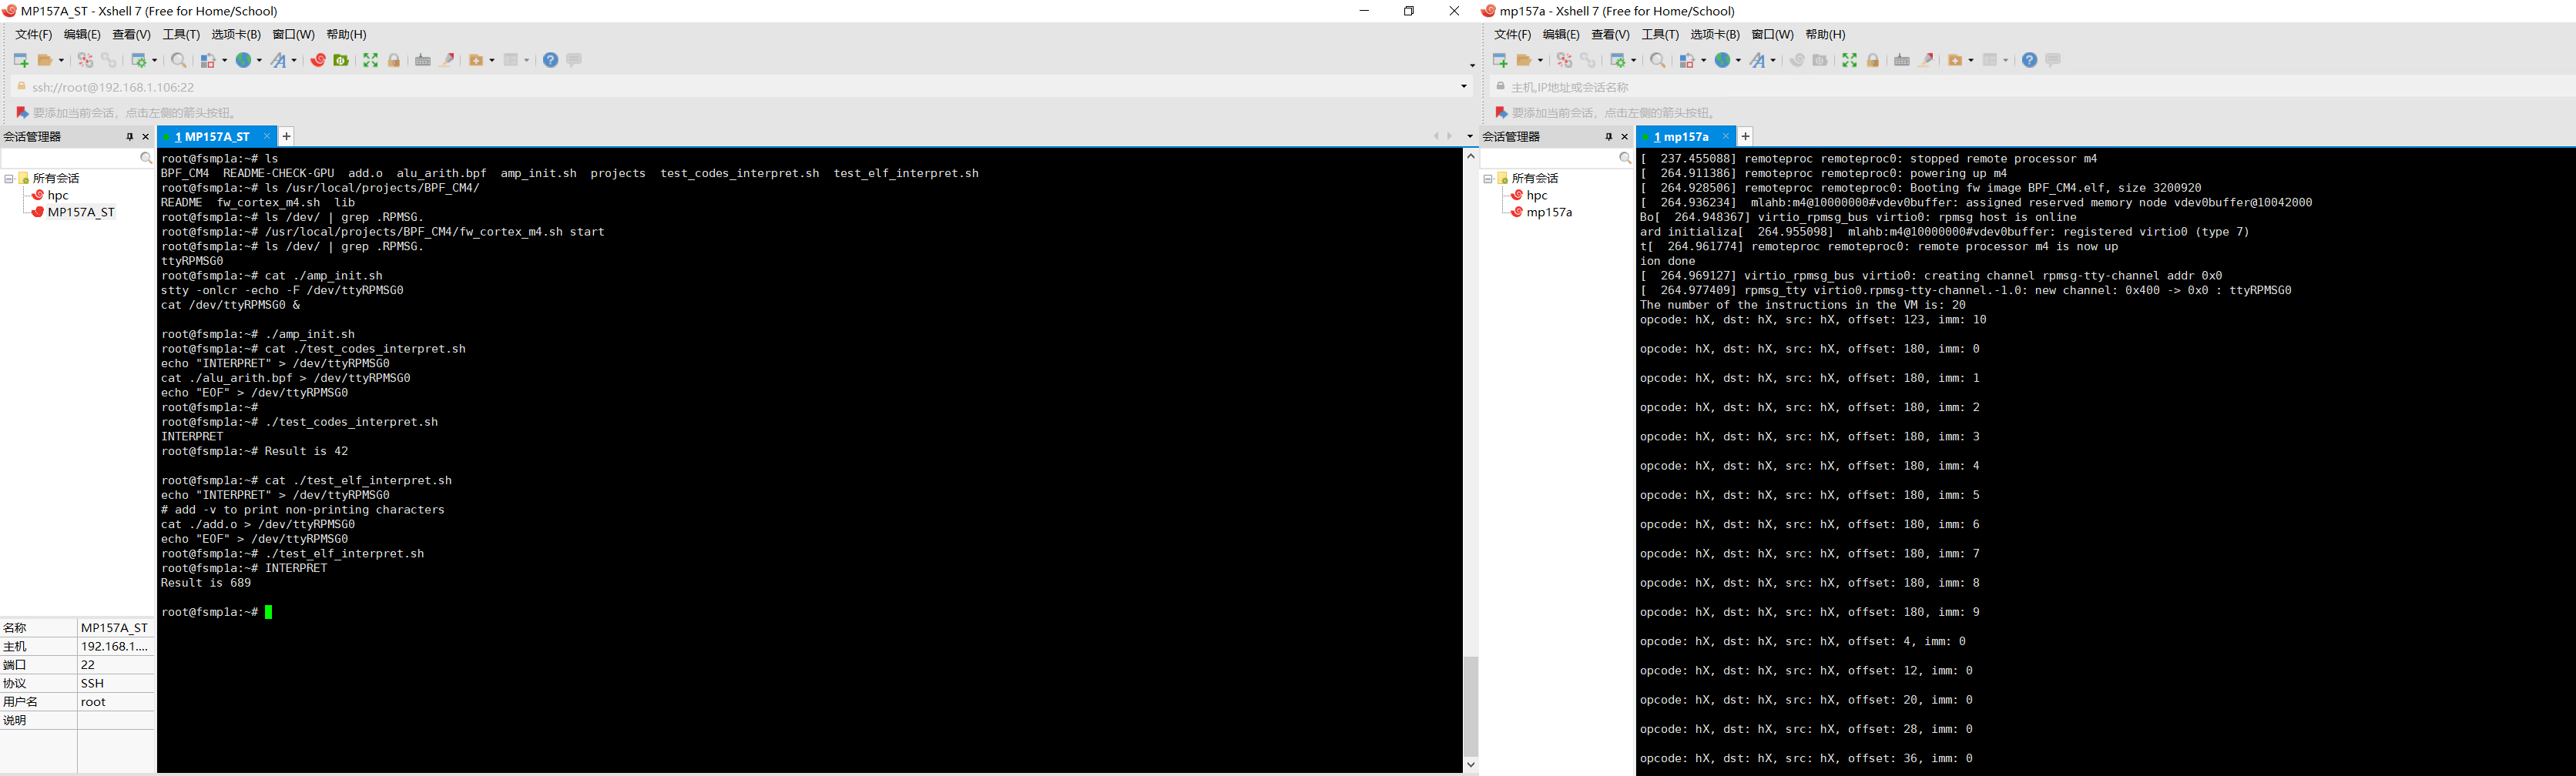 MP157A_ST - Xshell 7 (Free for Home/School)
文件(F) 编辑(E) 查看(V) 工具(T) 选项卡(B) 窗口(W) 帮助(H)
ssh://root@192.168.1.106:22
要添加当前会话，点击左侧的箭头按钮。
会话管理器
所有会话
hpc
MP157A_ST
名称 MP157A_ST
主机 192.168.1....
端口 22
协议 SSH
用户名 root
说明
1 MP157A_ST
root@fsmp1a:~# ls
BPF_CM4 README-CHECK-GPU add.o alu_arith.bpf amp_init.sh projects test_codes_interpret.sh test_elf_interpret.sh
root@fsmp1a:~# ls /usr/local/projects/BPF_CM4/
README fw_cortex_m4.sh lib
root@fsmp1a:~# ls /dev/ | grep .RPMSG.
root@fsmp1a:~# /usr/local/projects/BPF_CM4/fw_cortex_m4.sh start
root@fsmp1a:~# ls /dev/ | grep .RPMSG.
ttyRPMSG0
root@fsmp1a:~# cat ./amp_init.sh
stty -onlcr -echo -F /dev/ttyRPMSG0
cat /dev/ttyRPMSG0 &
root@fsmp1a:~# ./amp_init.sh
root@fsmp1a:~# cat ./test_codes_interpret.sh
echo "INTERPRET" > /dev/ttyRPMSG0
cat ./alu_arith.bpf > /dev/ttyRPMSG0
echo "EOF" > /dev/ttyRPMSG0
root@fsmp1a:~#
root@fsmp1a:~# ./test_codes_interpret.sh
INTERPRET
root@fsmp1a:~# Result is 42
root@fsmp1a:~# cat ./test_elf_interpret.sh
echo "INTERPRET" > /dev/ttyRPMSG0
# add -v to print non-printing characters
cat ./add.o > /dev/ttyRPMSG0
echo "EOF" > /dev/ttyRPMSG0
root@fsmp1a:~# ./test_elf_interpret.sh
root@fsmp1a:~# INTERPRET
Result is 689
root@fsmp1a:~#
mp157a - Xshell 7 (Free for Home/School)
文件(F) 编辑(E) 查看(V) 工具(T) 选项卡(B) 窗口(W) 帮助(H)
主机,IP地址或会话名称
要添加当前会话，点击左侧的箭头按钮。
会话管理器
所有会话
hpc
mp157a
1 mp157a
[ 237.455088] remoteproc remoteproc0: stopped remote processor m4
[ 264.911386] remoteproc remoteproc0: powering up m4
[ 264.928506] remoteproc remoteproc0: Booting fw image BPF_CM4.elf, size 3200920
[ 264.936234] mlahb:m4@10000000#vdev0buffer: assigned reserved memory node vdev0buffer@10042000
Bo[ 264.948367] virtio_rpmsg_bus virtio0: rpmsg host is online
ard initializa[ 264.955098] mlahb:m4@10000000#vdev0buffer: registered virtio0 (type 7)
t[ 264.961774] remoteproc remoteproc0: remote processor m4 is now up
ion done
[ 264.969127] virtio_rpmsg_bus virtio0: creating channel rpmsg-tty-channel addr 0x0
[ 264.977409] rpmsg_tty virtio0.rpmsg-tty-channel.-1.0: new channel: 0x400 -> 0x0 : ttyRPMSG0
The number of the instructions in the VM is: 20
opcode: hX, dst: hX, src: hX, offset: 123, imm: 10
opcode: hX, dst: hX, src: hX, offset: 180, imm: 0
opcode: hX, dst: hX, src: hX, offset: 180, imm: 1
opcode: hX, dst: hX, src: hX, offset: 180, imm: 2
opcode: hX, dst: hX, src: hX, offset: 180, imm: 3
opcode: hX, dst: hX, src: hX, offset: 180, imm: 4
opcode: hX, dst: hX, src: hX, offset: 180, imm: 5
opcode: hX, dst: hX, src: hX, offset: 180, imm: 6
opcode: hX, dst: hX, src: hX, offset: 180, imm: 7
opcode: hX, dst: hX, src: hX, offset: 180, imm: 8
opcode: hX, dst: hX, src: hX, offset: 180, imm: 9
opcode: hX, dst: hX, src: hX, offset: 4, imm: 0
opcode: hX, dst: hX, src: hX, offset: 12, imm: 0
opcode: hX, dst: hX, src: hX, offset: 20, imm: 0
opcode: hX, dst: hX, src: hX, offset: 28, imm: 0
opcode: hX, dst: hX, src: hX, offset: 36, imm: 0